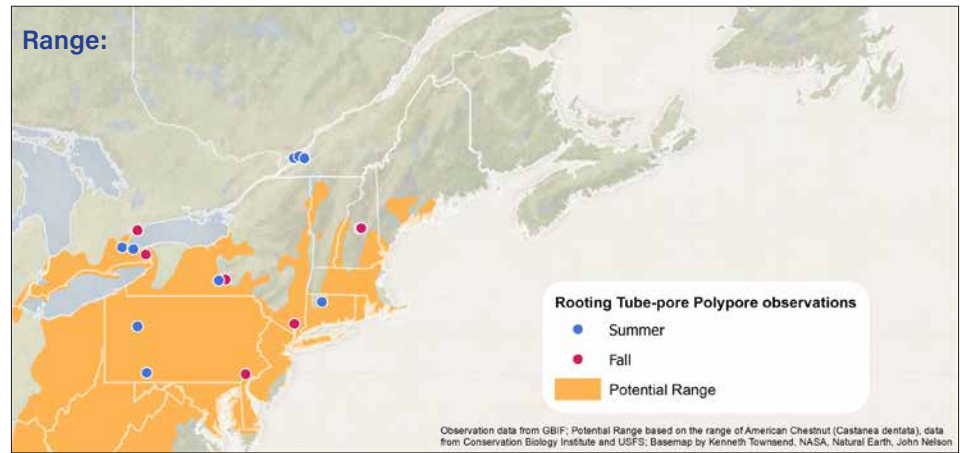 Range:
Rooting Tube-pore Polypore observations
Summer
Fall
Potential Range
Observation data from GBIF; Potential Range based on the range of American Chestnut (Castanea dentata), data
from Conservation Biology Institute and USFS; Basemap by Kenneth Townsend, NASA, Natural Earth, John Nelson